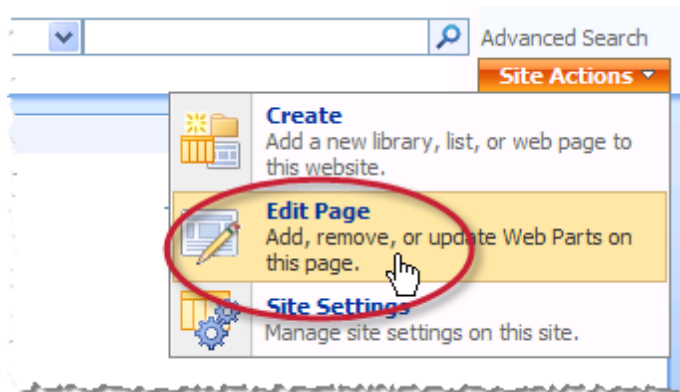 Advanced Search
Site Actions
Create
Add a new library, list, or web page to
this website.
Edit Page
Add, remove, or update Web Parts on
this page.
Site Settings
Manage site settings on this site.